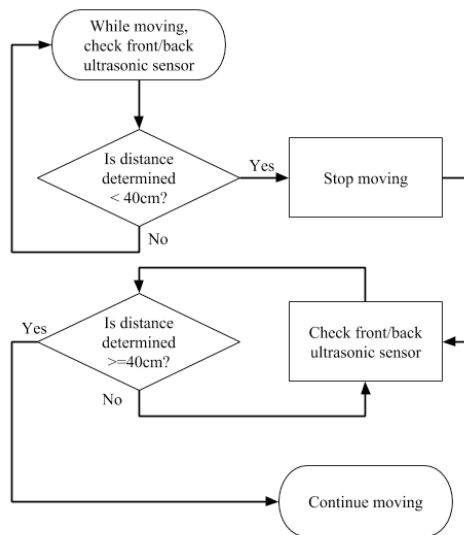 While moving,
check front/back
ultrasonic sensor
Is distance
determined
< 40cm?
Yes
Stop moving
No
Yes
Is distance
determined
>=40cm?
Check front/back
ultrasonic sensor
No
Continue moving